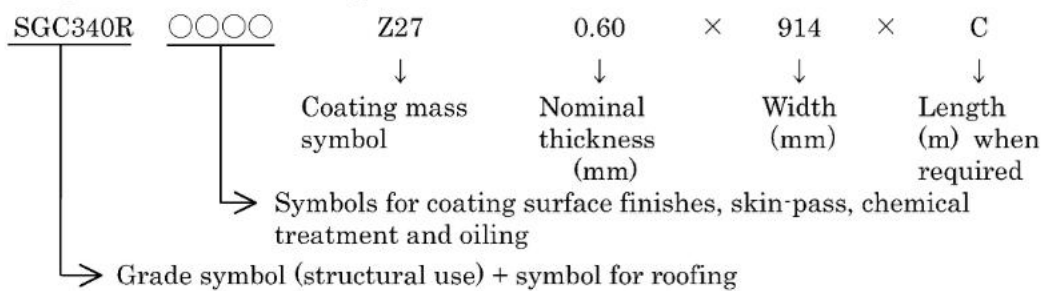 SGC340R ○○○○ Z27 0.60 × 914 × C
↓ ↓ ↓ ↓
Coating mass Nominal Width Length
symbol thickness (mm) (m) when
(mm) required
Symbols for coating surface finishes, skin-pass, chemical
treatment and oiling
Grade symbol (structural use) + symbol for roofing